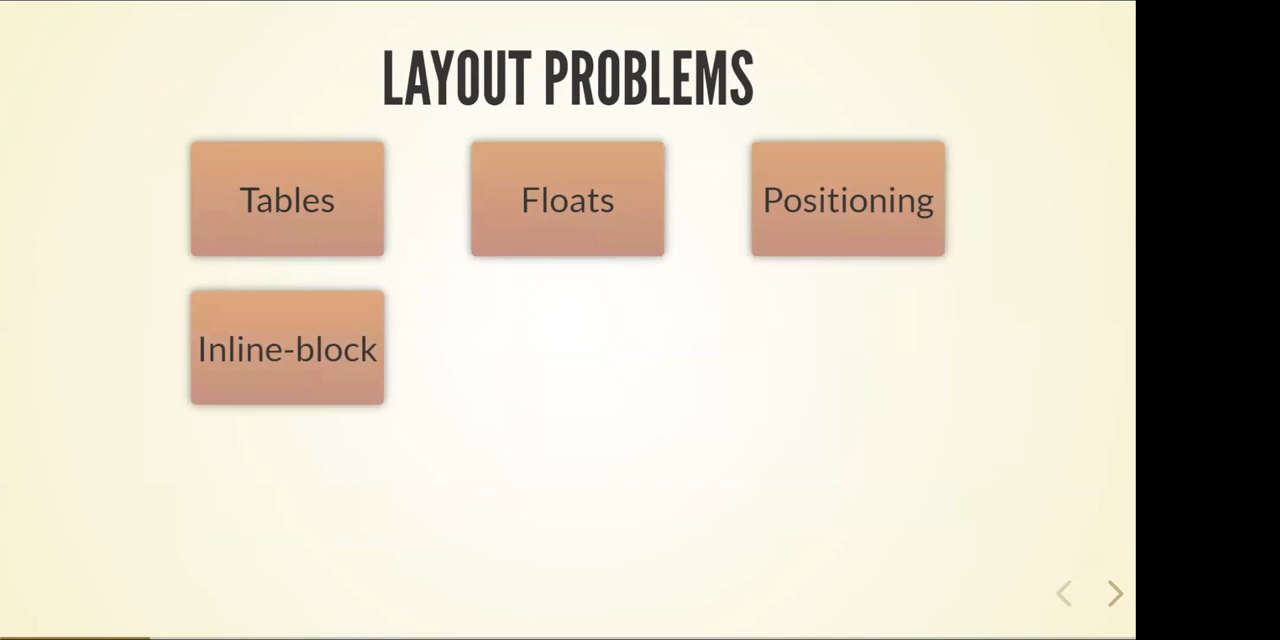 LAYOUT PROBLEMS
Tables
Floats
Positioning
Inline-block